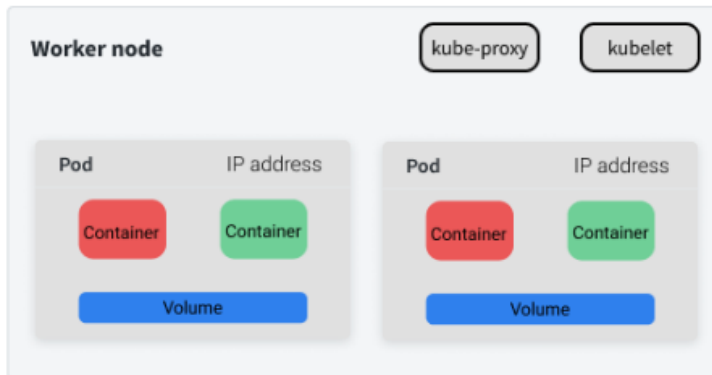 Worker node kube-proxy kubelet
Pod IP address
Container Container
Volume
Pod IP address
Container Container
Volume